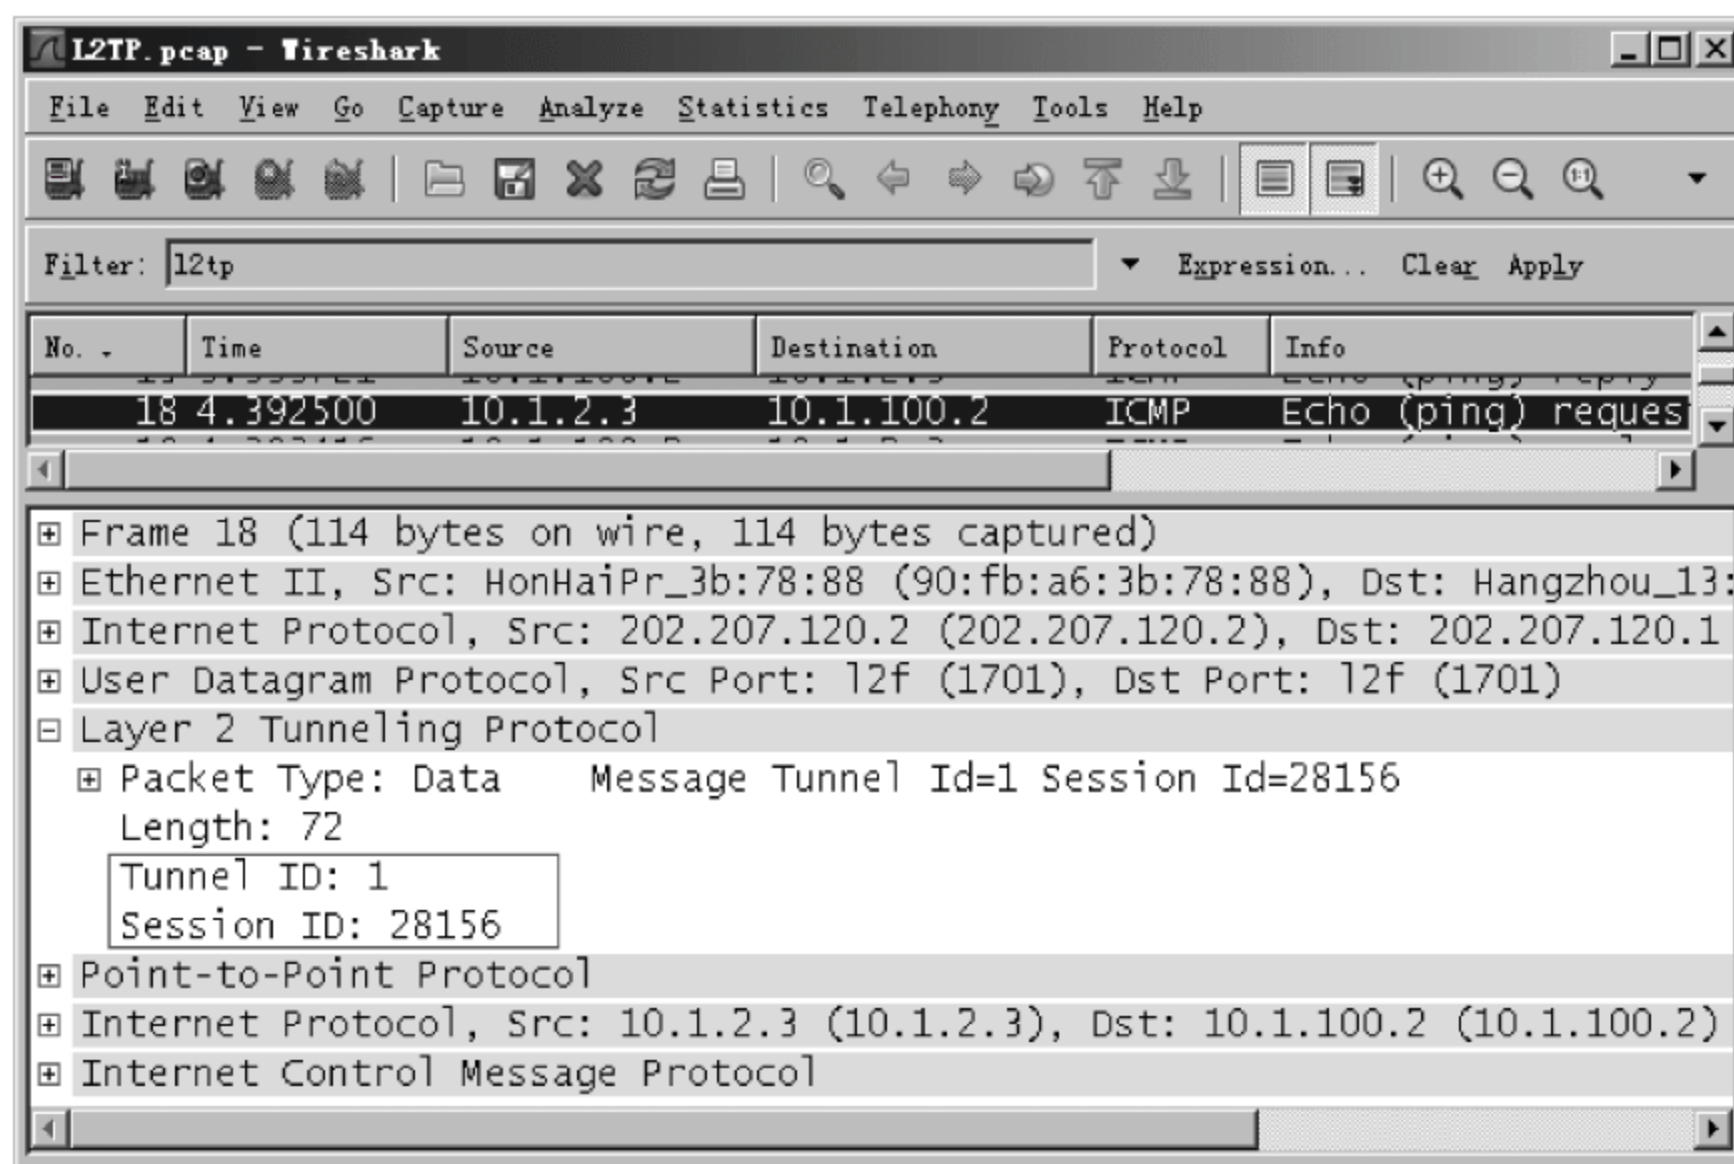 L2TP.pcap - Wireshark
File Edit View Go Capture Analyze Statistics Telephony Tools Help
Filter: l2tp Expression... Clear Apply
No. Time Source Destination Protocol Info
18 4.392500 10.1.2.3 10.1.100.2 ICMP Echo (ping) reques
Frame 18 (114 bytes on wire, 114 bytes captured)
Ethernet II, Src: HonHaiPr_3b:78:88 (90:fb:a6:3b:78:88), Dst: Hangzhou_13:
Internet Protocol, Src: 202.207.120.2 (202.207.120.2), Dst: 202.207.120.1
User Datagram Protocol, Src Port: l2f (1701), Dst Port: l2f (1701)
Layer 2 Tunneling Protocol
Packet Type: Data Message Tunnel Id=1 Session Id=28156
Length: 72
Tunnel ID: 1
Session ID: 28156
Point-to-Point Protocol
Internet Protocol, Src: 10.1.2.3 (10.1.2.3), Dst: 10.1.100.2 (10.1.100.2)
Internet Control Message Protocol